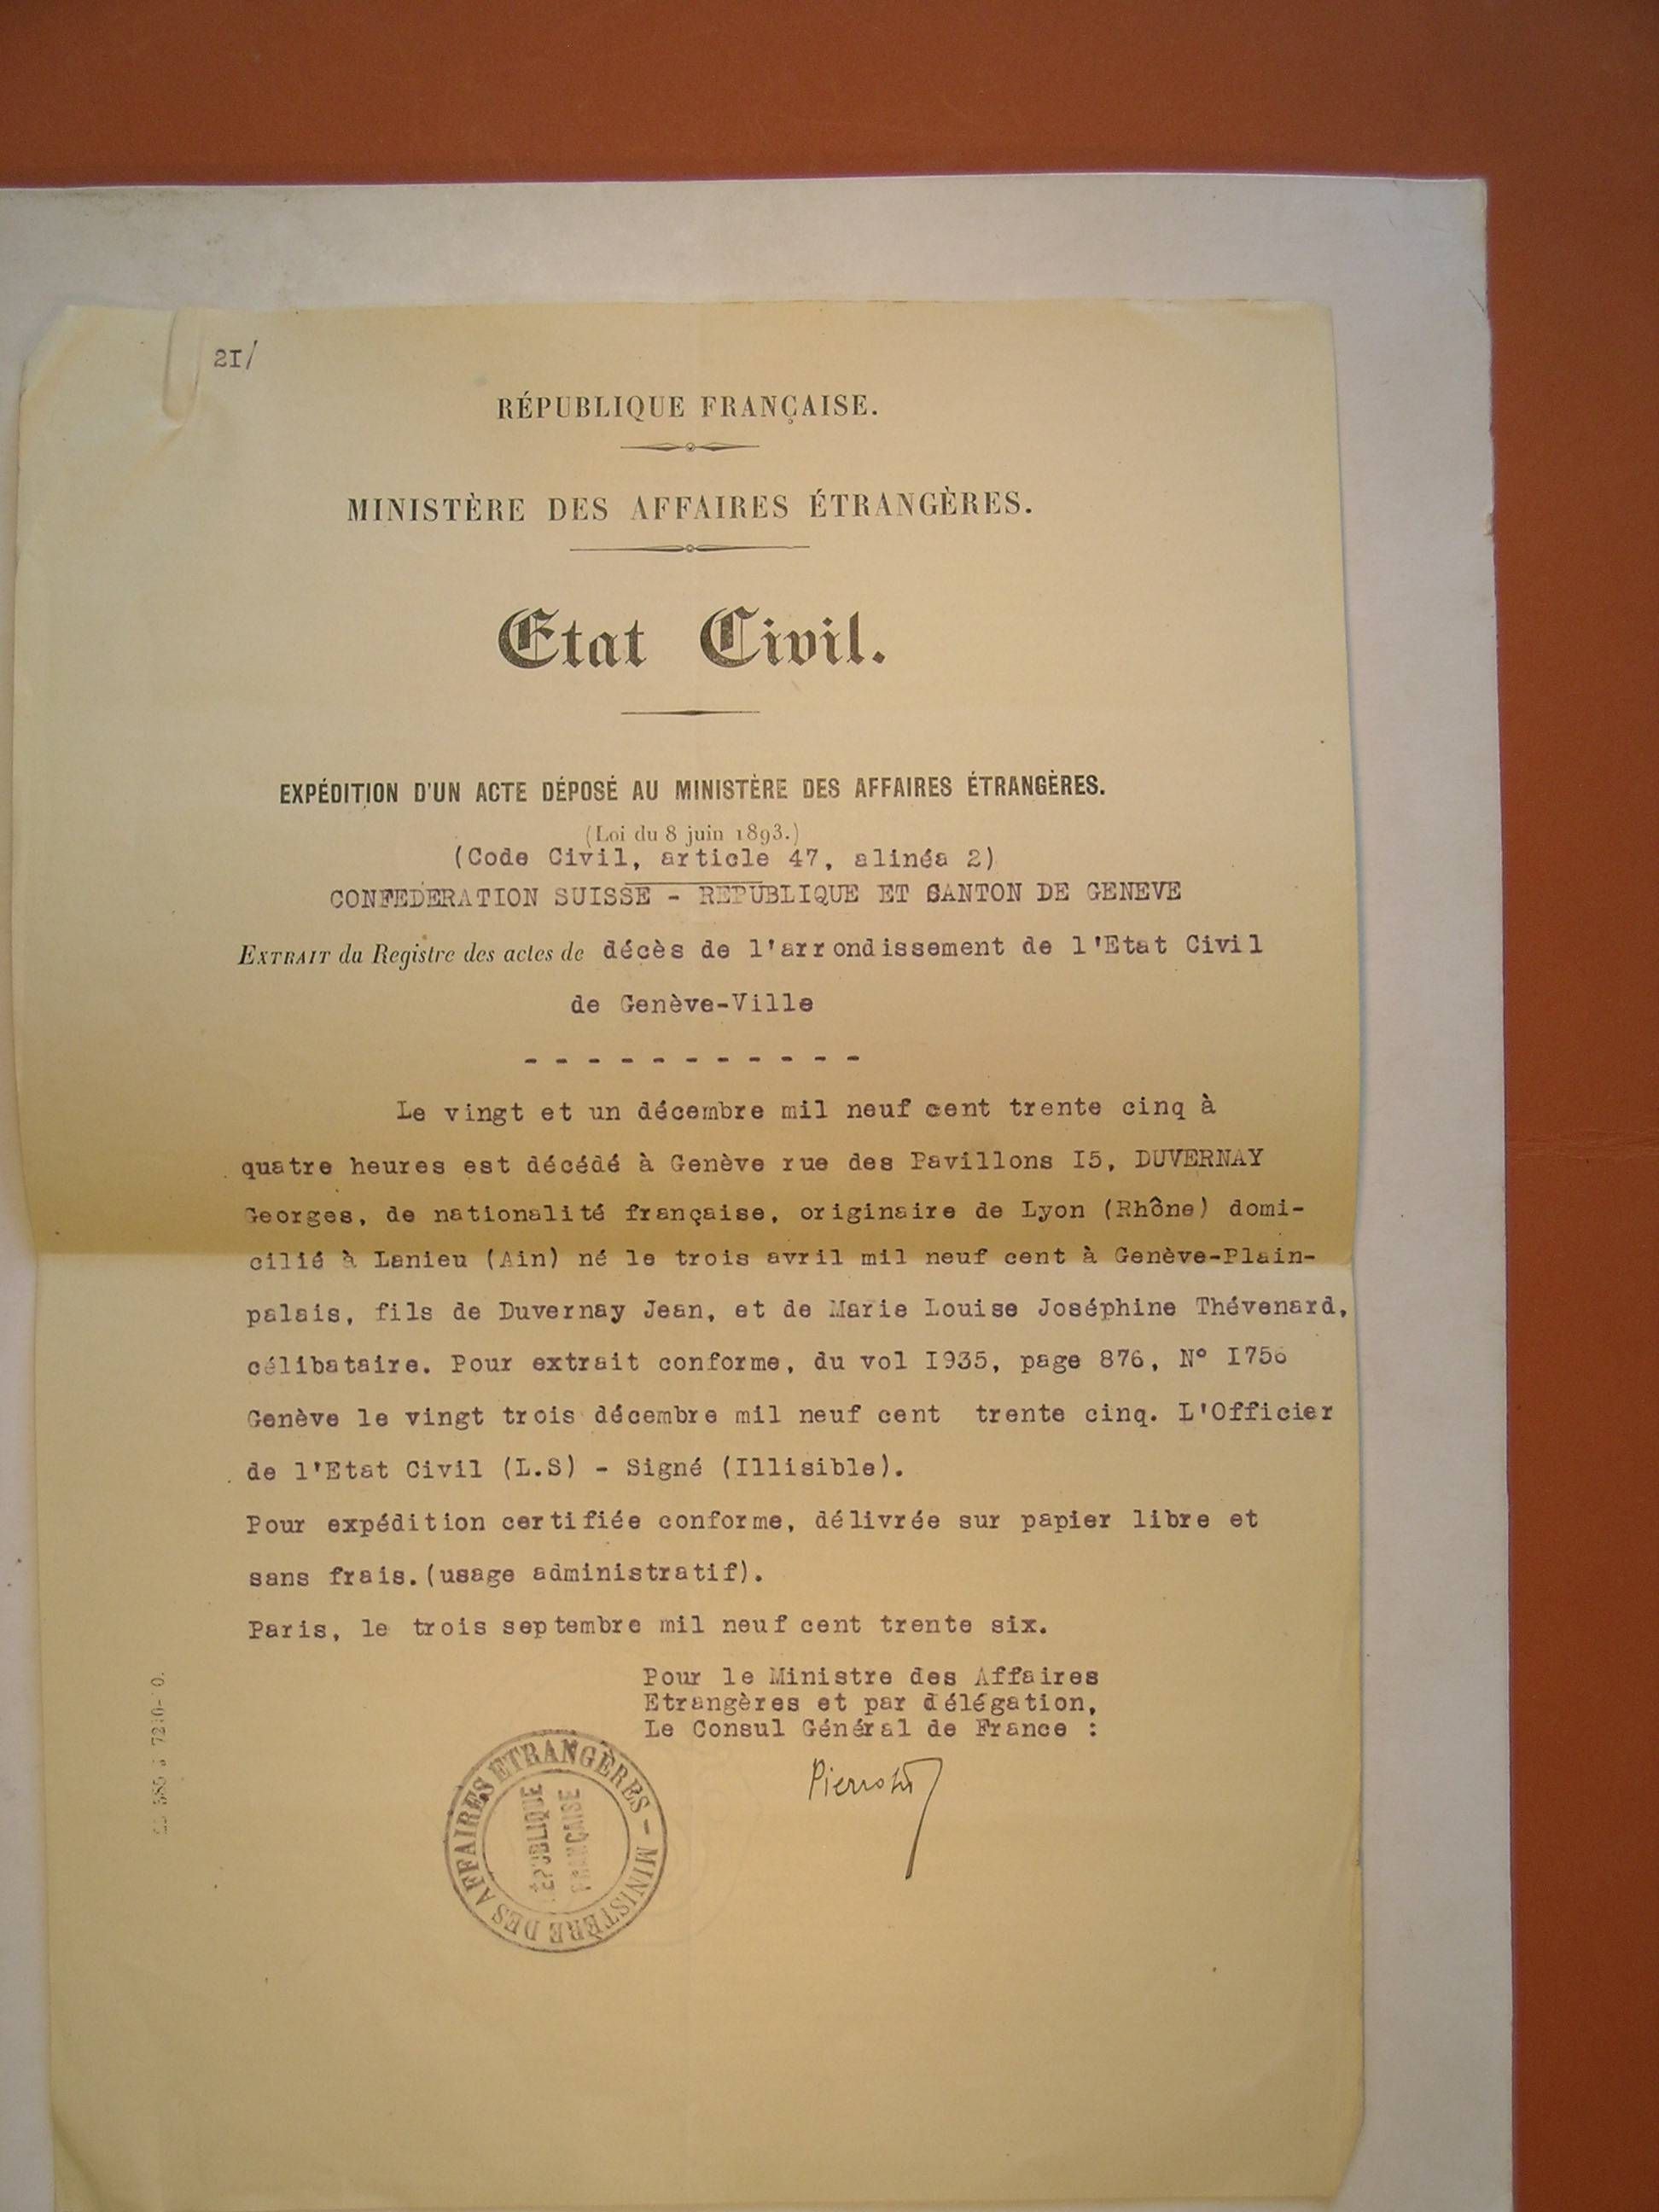 2I/
RÉPUBLIQUE FRANÇAISE.
MINISTÈRE DES AFFAIRES ÉTRANGÈRES.
Etat Civil.
EXPÉDITION D'UN ACTE DÉPOSÉ AU MINISTÈRE DES AFFAIRES ÉTRANGÈRES.
(Loi du 8 juin 1893.)
(Code Civil, article 47, alinéa 2)
CONFEDERATION SUISSE - REPUBLIQUE ET CANTON DE GENEVE
EXTRAIT du Registre des actes de décès de l'arrondissement de l'Etat Civil
de Genève-Ville
- - - - - - - - - - -
Le vingt et un décembre mil neuf cent trente cinq à
quatre heures est décédé à Genève rue des Pavillons I5, DUVERNAY
Georges, de nationalité française, originaire de Lyon (Rhône) domi-
cilié à Lanieu (Ain) né le trois avril mil neuf cent à Genève-Plain-
palais, fils de Duvernay Jean, et de Marie Louise Joséphine Thévenard,
célibataire. Pour extrait conforme, du vol I935, page 876, N° I756
Genève le vingt trois décembre mil neuf cent trente cinq. L'Officier
de l'Etat Civil (L.S) - Signé (Illisible).
Pour expédition certifiée conforme, délivrée sur papier libre et
sans frais.(usage administratif).
Paris, le trois septembre mil neuf cent trente six.
Pour le Ministre des Affaires
Etrangères et par délégation,
Le Consul Général de France :
MINISTÈRE DES AFFAIRES ETRANGÈRES -
RÉPUBLIQUE
FRANÇAISE